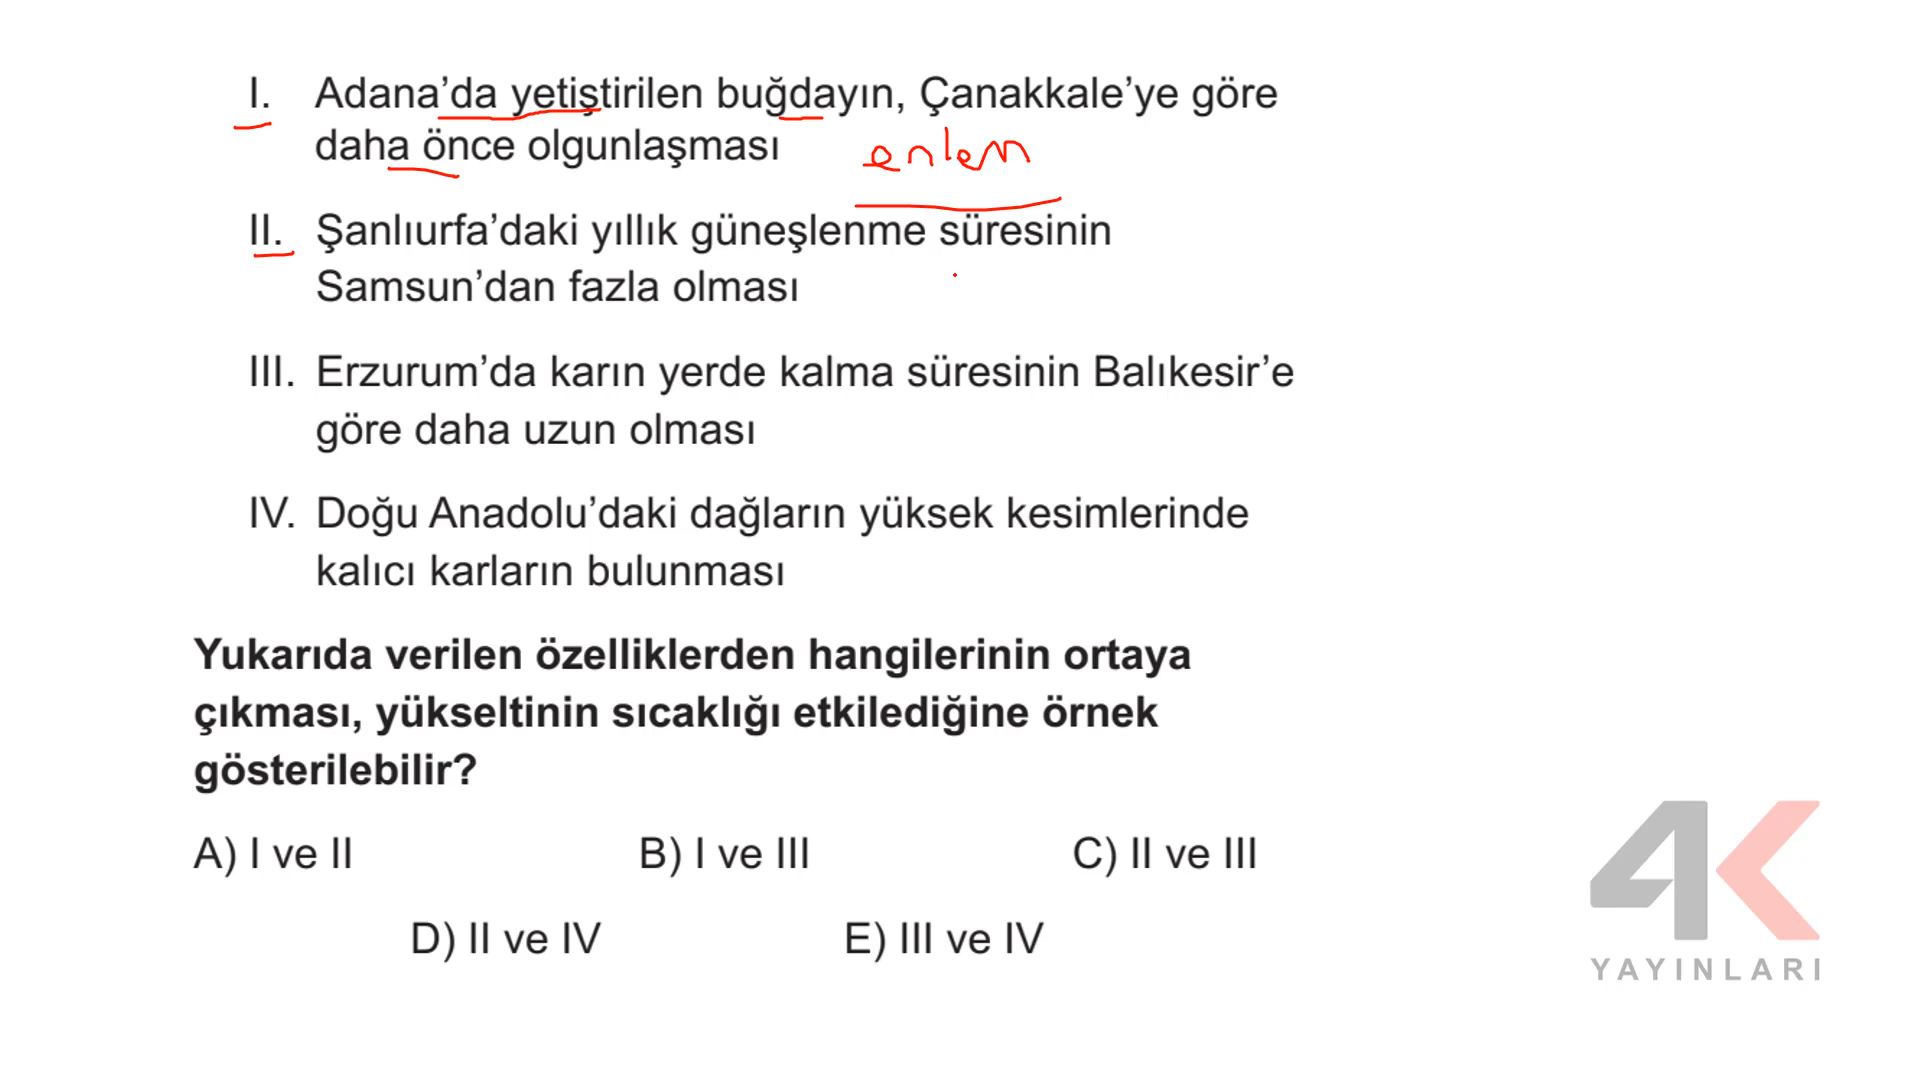 I. Adana’da yetiştirilen buğdayın, Çanakkale’ye göre
daha önce olgunlaşması
enlem
II. Şanlıurfa’daki yıllık güneşlenme süresinin
Samsun’dan fazla olması
III. Erzurum’da karın yerde kalma süresinin Balıkesir’e
göre daha uzun olması
IV. Doğu Anadolu’daki dağların yüksek kesimlerinde
kalıcı karların bulunması
Yukarıda verilen özelliklerden hangilerinin ortaya
çıkması, yükseltinin sıcaklığı etkilediğine örnek
gösterilebilir?
A) I ve II B) I ve III C) II ve III
D) II ve IV E) III ve IV
4K
YAYINLARI